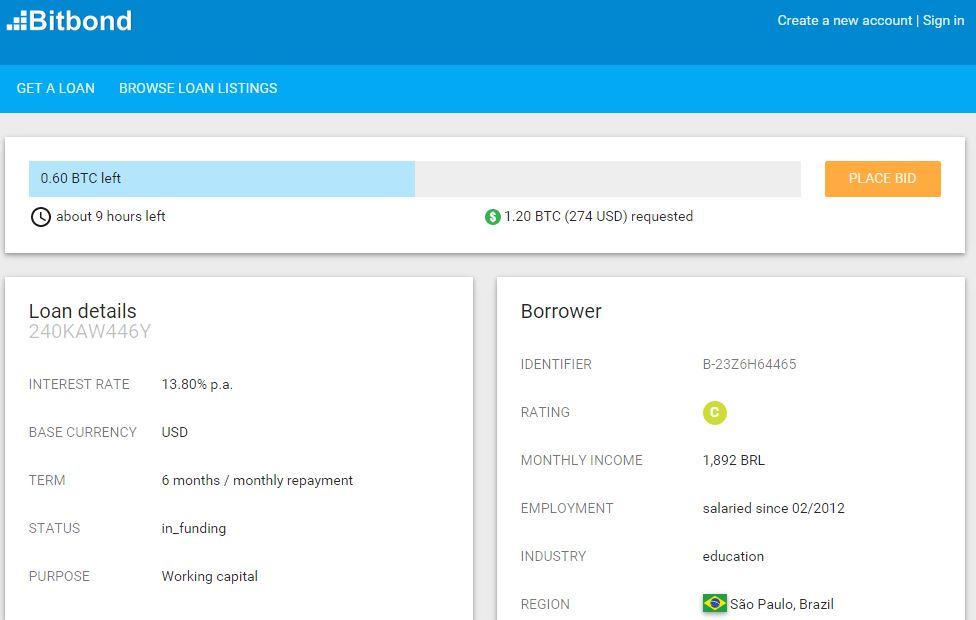 Bitbond
Create a new account | Sign in
GET A LOAN
BROWSE LOAN LISTINGS
0.60 BTC left
PLACE BID
about 9 hours left
$ 1.20 BTC (274 USD) requested
Loan details
240KAW446Y
INTEREST RATE 13.80% p.a.
BASE CURRENCY USD
TERM 6 months / monthly repayment
STATUS in_funding
PURPOSE Working capital
Borrower
IDENTIFIER B-23Z6H64465
RATING C
MONTHLY INCOME 1,892 BRL
EMPLOYMENT salaried since 02/2012
INDUSTRY education
REGION São Paulo, Brazil